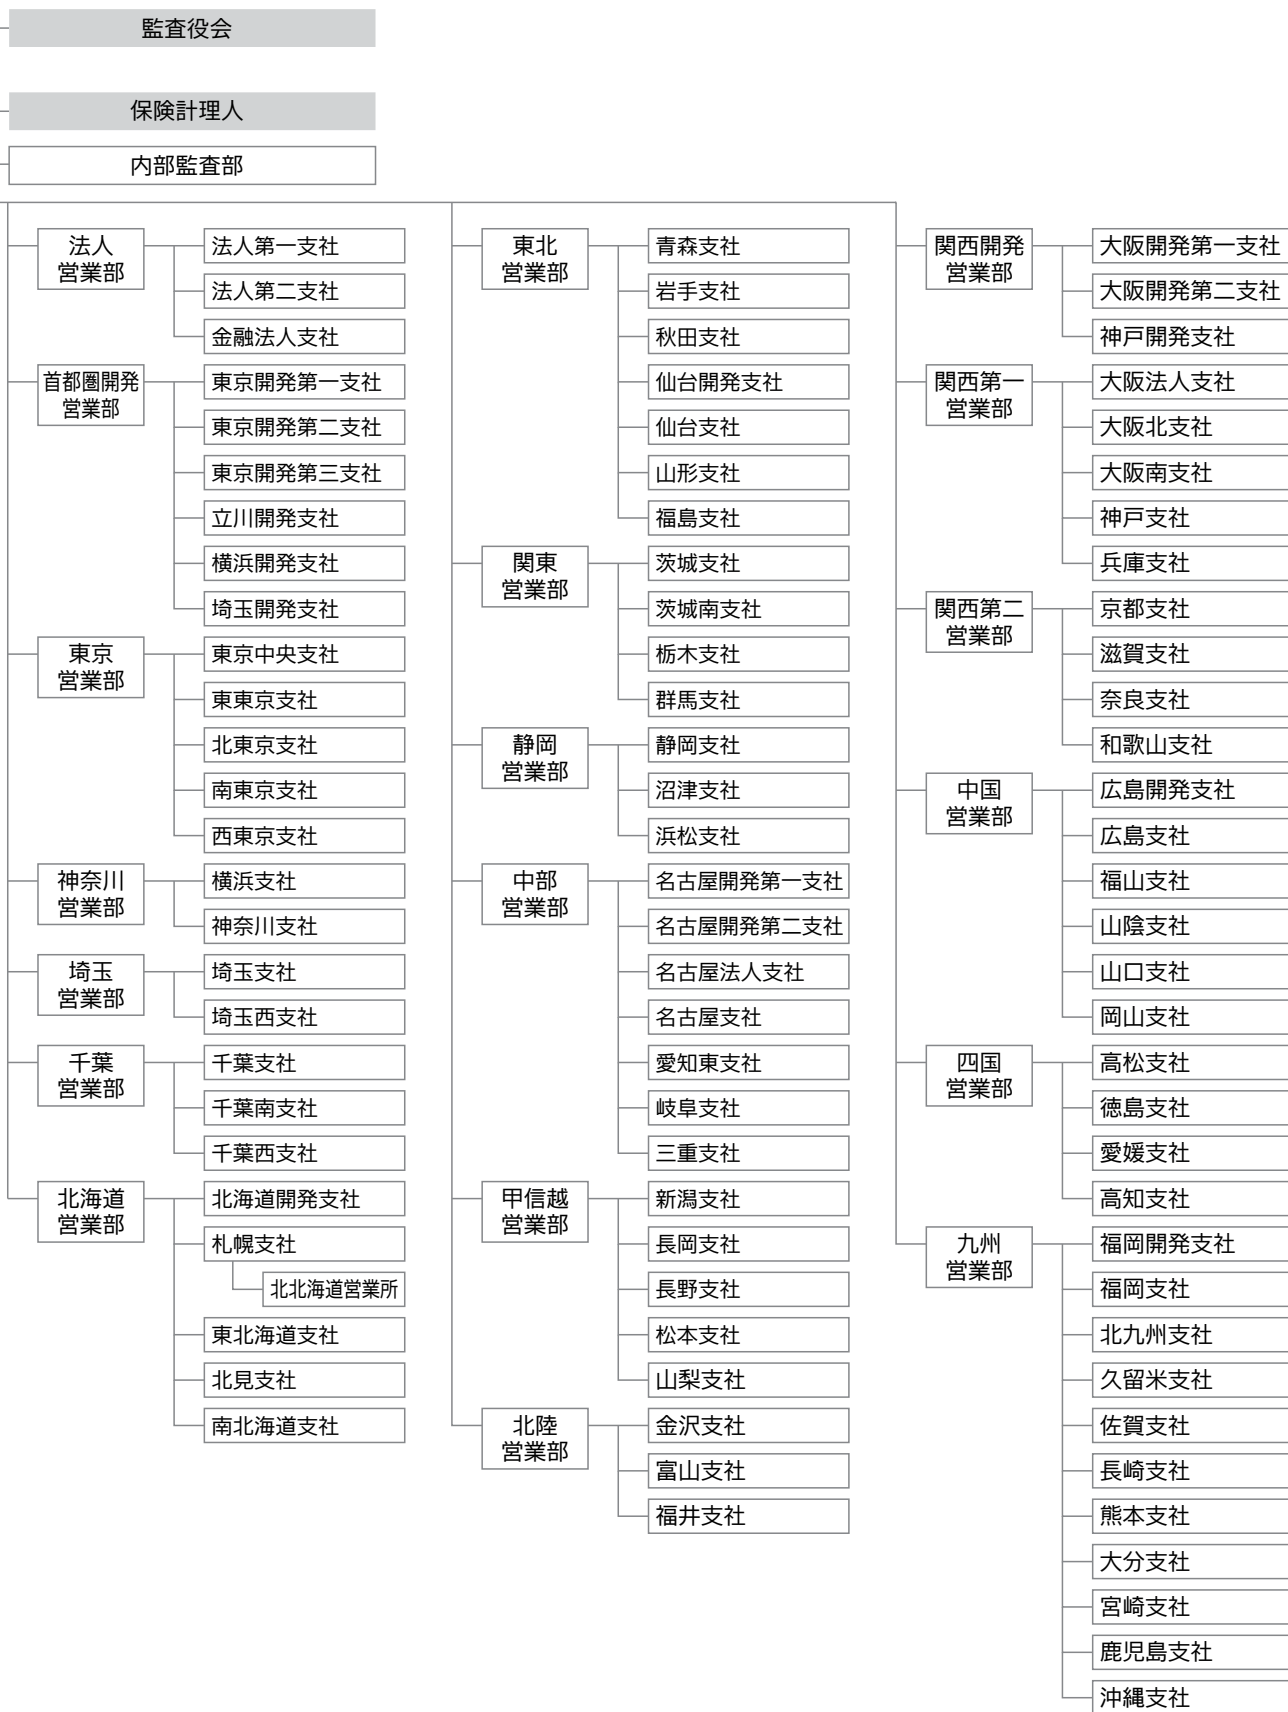 監査役会
保険計理人
内部監査部
法人
営業部
法人第一支社
法人第二支社
金融法人支社
首都圏開発
営業部
東京開発第一支社
東京開発第二支社
東京開発第三支社
立川開発支社
横浜開発支社
埼玉開発支社
東京
営業部
東京中央支社
東東京支社
北東京支社
南東京支社
西東京支社
神奈川
営業部
横浜支社
神奈川支社
埼玉
営業部
埼玉支社
埼玉西支社
千葉
営業部
千葉支社
千葉南支社
千葉西支社
北海道
営業部
北海道開発支社
札幌支社
北北海道営業所
東北海道支社
北見支社
南北海道支社
東北
営業部
青森支社
岩手支社
秋田支社
仙台開発支社
仙台支社
山形支社
福島支社
関東
営業部
茨城支社
茨城南支社
栃木支社
群馬支社
静岡
営業部
静岡支社
沼津支社
浜松支社
中部
営業部
名古屋開発第一支社
名古屋開発第二支社
名古屋法人支社
名古屋支社
愛知東支社
岐阜支社
三重支社
甲信越
営業部
新潟支社
長岡支社
長野支社
松本支社
山梨支社
北陸
営業部
金沢支社
富山支社
福井支社
関西開発
営業部
大阪開発第一支社
大阪開発第二支社
神戸開発支社
関西第一
営業部
大阪法人支社
大阪北支社
大阪南支社
神戸支社
兵庫支社
関西第二
営業部
京都支社
滋賀支社
奈良支社
和歌山支社
中国
営業部
広島開発支社
広島支社
福山支社
山陰支社
山口支社
岡山支社
四国
営業部
高松支社
徳島支社
愛媛支社
高知支社
九州
営業部
福岡開発支社
福岡支社
北九州支社
久留米支社
佐賀支社
長崎支社
熊本支社
大分支社
宮崎支社
鹿児島支社
沖縄支社